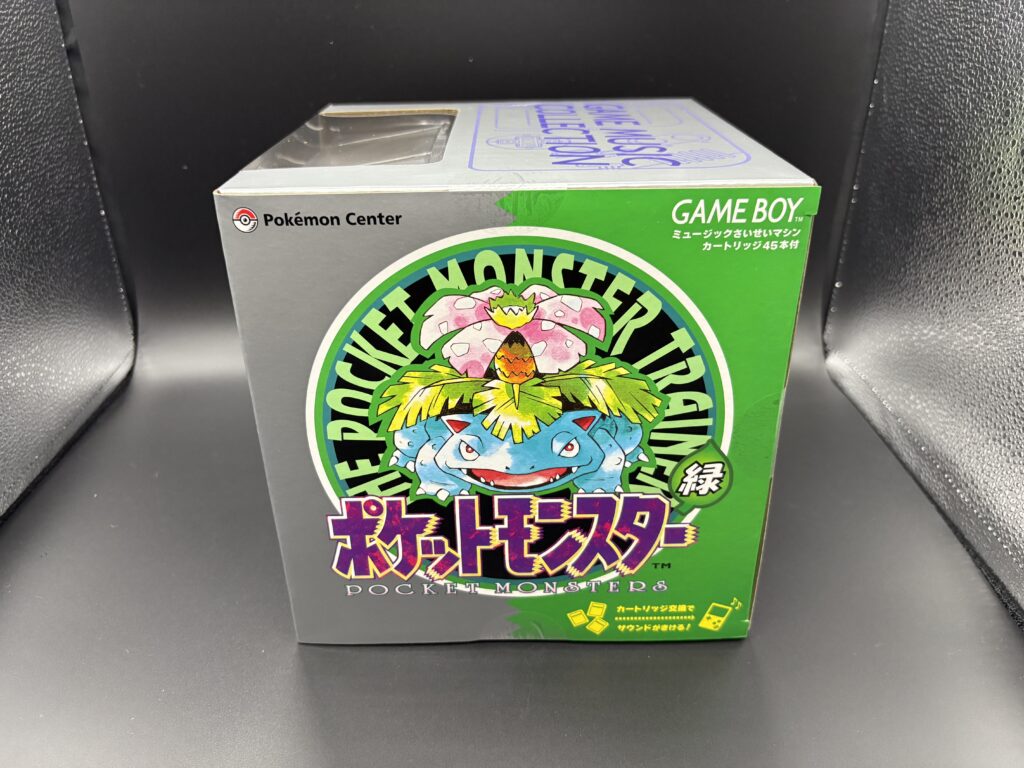 GAME MUSIC
COLLECTION
Pokémon Center
GAME BOY™
ミュージックさいせいマシン
カートリッジ45本付
THE POCKET MONSTER TRAINER
緑
ポケットモンスター™
POCKET MONSTERS
カートリッジ交換で
サウンドがきける!